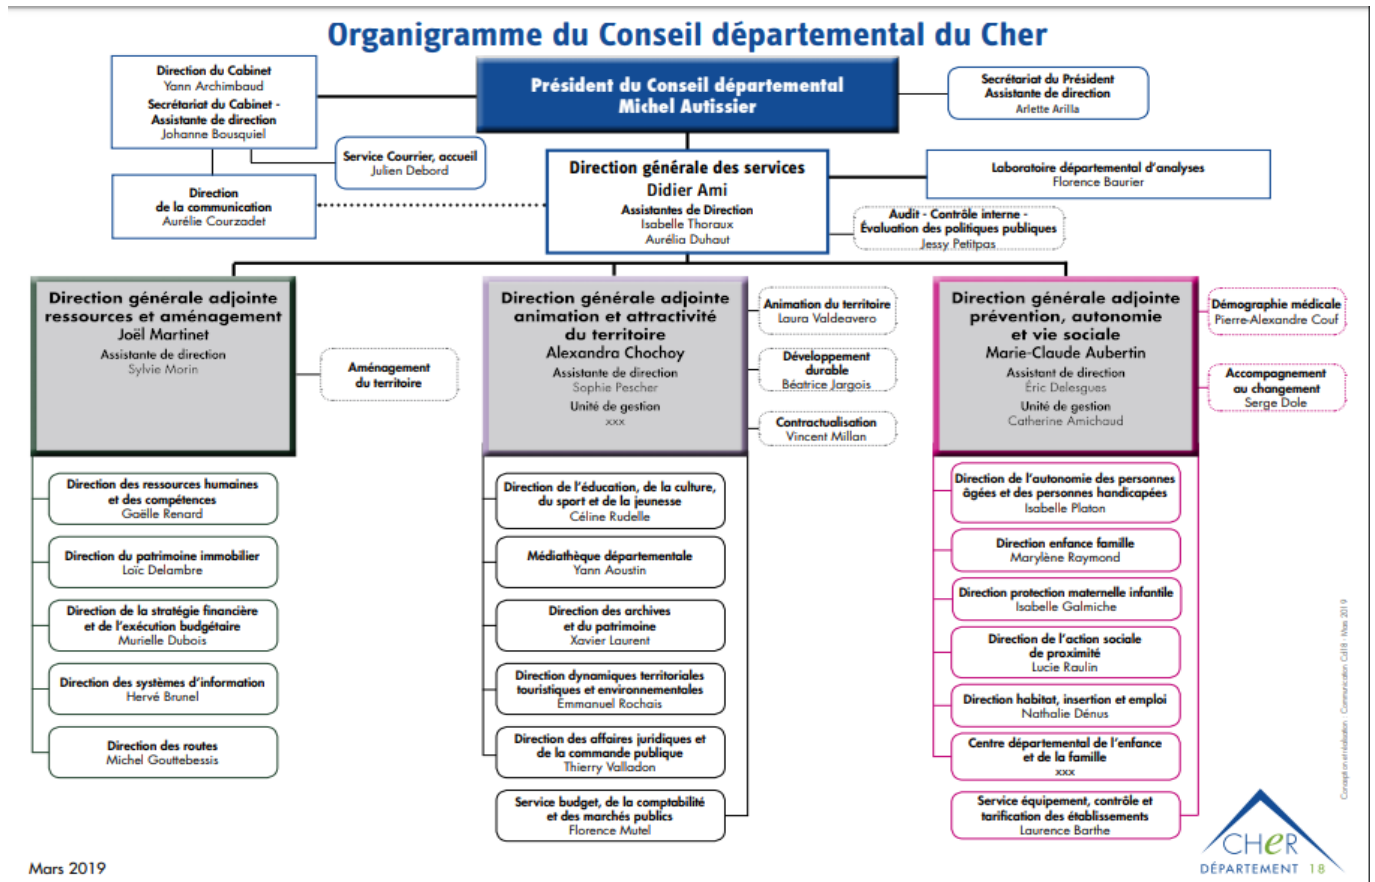 Organigramme du Conseil départemental du Cher
Direction du Cabinet
Yann Archimbaud
Secrétariat du Cabinet -
Assistante de direction
Johanne Bousquiel
Président du Conseil départemental
Michel Autissier
Secrétariat du Président
Assistante de direction
Arlette Arilla
Service Courrier, accueil
Julien Debord
Direction
de la communication
Aurélie Courzadet
Direction générale des services
Didier Ami
Assistantes de Direction
Isabelle Thoraux
Aurélia Duhaut
Laboratoire départemental d'analyses
Florence Baurier
Audit - Contrôle interne -
Évaluation des politiques publiques
Jessy Petitpas
Direction générale adjointe
ressources et aménagement
Joël Martinet
Assistante de direction
Sylvie Morin
Aménagement
du territoire
Direction des ressources humaines
et des compétences
Gaëlle Renard
Direction du patrimoine immobilier
Loïc Delambre
Direction de la stratégie financière
et de l'exécution budgétaire
Murielle Dubois
Direction des systèmes d'information
Hervé Brunel
Direction des routes
Michel Gouttebessis
Direction générale adjointe
animation et attractivité
du territoire
Alexandra Chochoy
Assistante de direction
Sophie Pescher
Unité de gestion
xxx
Animation du territoire
Laura Valdeavero
Développement
durable
Béatrice Jargois
Contractualisation
Vincent Millan
Direction de l'éducation, de la culture,
du sport et de la jeunesse
Céline Rudelle
Médiathèque départementale
Yann Aoustin
Direction des archives
et du patrimoine
Xavier Laurent
Direction dynamiques territoriales
touristiques et environnementales
Emmanuel Rochais
Direction des affaires juridiques et
de la commande publique
Thierry Valladon
Service budget, de la comptabilité
et des marchés publics
Florence Mutel
Direction générale adjointe
prévention, autonomie
et vie sociale
Marie-Claude Aubertin
Assistant de direction
Éric Delesgues
Unité de gestion
Catherine Amichaud
Démographie médicale
Pierre-Alexandre Couf
Accompagnement
au changement
Serge Dole
Direction de l'autonomie des personnes
âgées et des personnes handicapées
Isabelle Platon
Direction enfance famille
Marylène Raymond
Direction protection maternelle infantile
Isabelle Galmiche
Direction de l'action sociale
de proximité
Lucie Raulin
Direction habitat, insertion et emploi
Nathalie Dénus
Centre départemental de l'enfance
et de la famille
xxx
Service équipement, contrôle et
tarification des établissements
Laurence Barthe
Conception et réalisation : Communication Cd18 - Mars 2019
CHeR
DÉPARTEMENT 18
Mars 2019